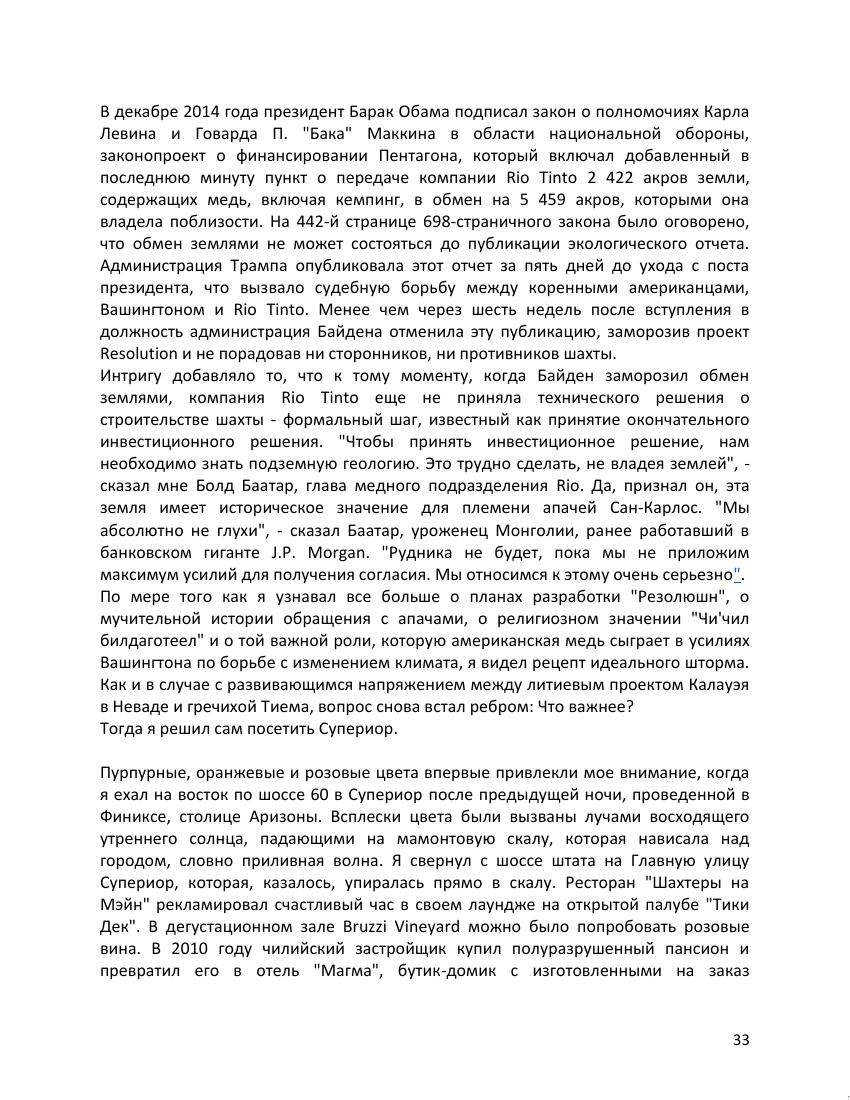 В декабре 2014 года президент Барак Обама подписал закон о полномочиях Карла
Левина и Говарда П. "Бака" Маккина в области национальной обороны,
законопроект о финансировании Пентагона, который включал добавленный в
последнюю минуту пункт о передаче компании Rio Tinto 2 422 акров земли,
содержащих медь, включая кемпинг, в обмен на 5 459 акров, которыми она
владела поблизости. На 442-й странице 698-страничного закона было оговорено,
что обмен землями не может состояться до публикации экологического отчета.
Администрация Трампа опубликовала этот отчет за пять дней до ухода с поста
президента, что вызвало судебную борьбу между коренными американцами,
Вашингтоном и Rio Tinto. Менее чем через шесть недель после вступления в
должность администрация Байдена отменила эту публикацию, заморозив проект
Resolution и не порадовав ни сторонников, ни противников шахты.
Интригу добавляло то, что к тому моменту, когда Байден заморозил обмен
землями, компания Rio Tinto еще не приняла технического решения о
строительстве шахты - формальный шаг, известный как принятие окончательного
инвестиционного решения. "Чтобы принять инвестиционное решение, нам
необходимо знать подземную геологию. Это трудно сделать, не владея землей", -
сказал мне Болд Баатар, глава медного подразделения Rio. Да, признал он, эта
земля имеет историческое значение для племени апачей Сан-Карлос. "Мы
абсолютно не глухи", - сказал Баатар, уроженец Монголии, ранее работавший в
банковском гиганте J.P. Morgan. "Рудника не будет, пока мы не приложим
максимум усилий для получения согласия. Мы относимся к этому очень серьезно".
По мере того как я узнавал все больше о планах разработки "Резолюшн", о
мучительной истории обращения с апачами, о религиозном значении "Чи'чил
билдаготеел" и о той важной роли, которую американская медь сыграет в усилиях
Вашингтона по борьбе с изменением климата, я видел рецепт идеального шторма.
Как и в случае с развивающимся напряжением между литиевым проектом Калауэя
в Неваде и гречихой Тиема, вопрос снова встал ребром: Что важнее?
Тогда я решил сам посетить Супериор.
Пурпурные, оранжевые и розовые цвета впервые привлекли мое внимание, когда
я ехал на восток по шоссе 60 в Супериор после предыдущей ночи, проведенной в
Финиксе, столице Аризоны. Всплески цвета были вызваны лучами восходящего
утреннего солнца, падающими на мамонтовую скалу, которая нависала над
городом, словно приливная волна. Я свернул с шоссе штата на Главную улицу
Супериор, которая, казалось, упиралась прямо в скалу. Ресторан "Шахтеры на
Мэйн" рекламировал счастливый час в своем лаундже на открытой палубе "Тики
Дек". В дегустационном зале Bruzzi Vineyard можно было попробовать розовые
вина. В 2010 году чилийский застройщик купил полуразрушенный пансион и
превратил его в отель "Магма", бутик-домик с изготовленными на заказ
33